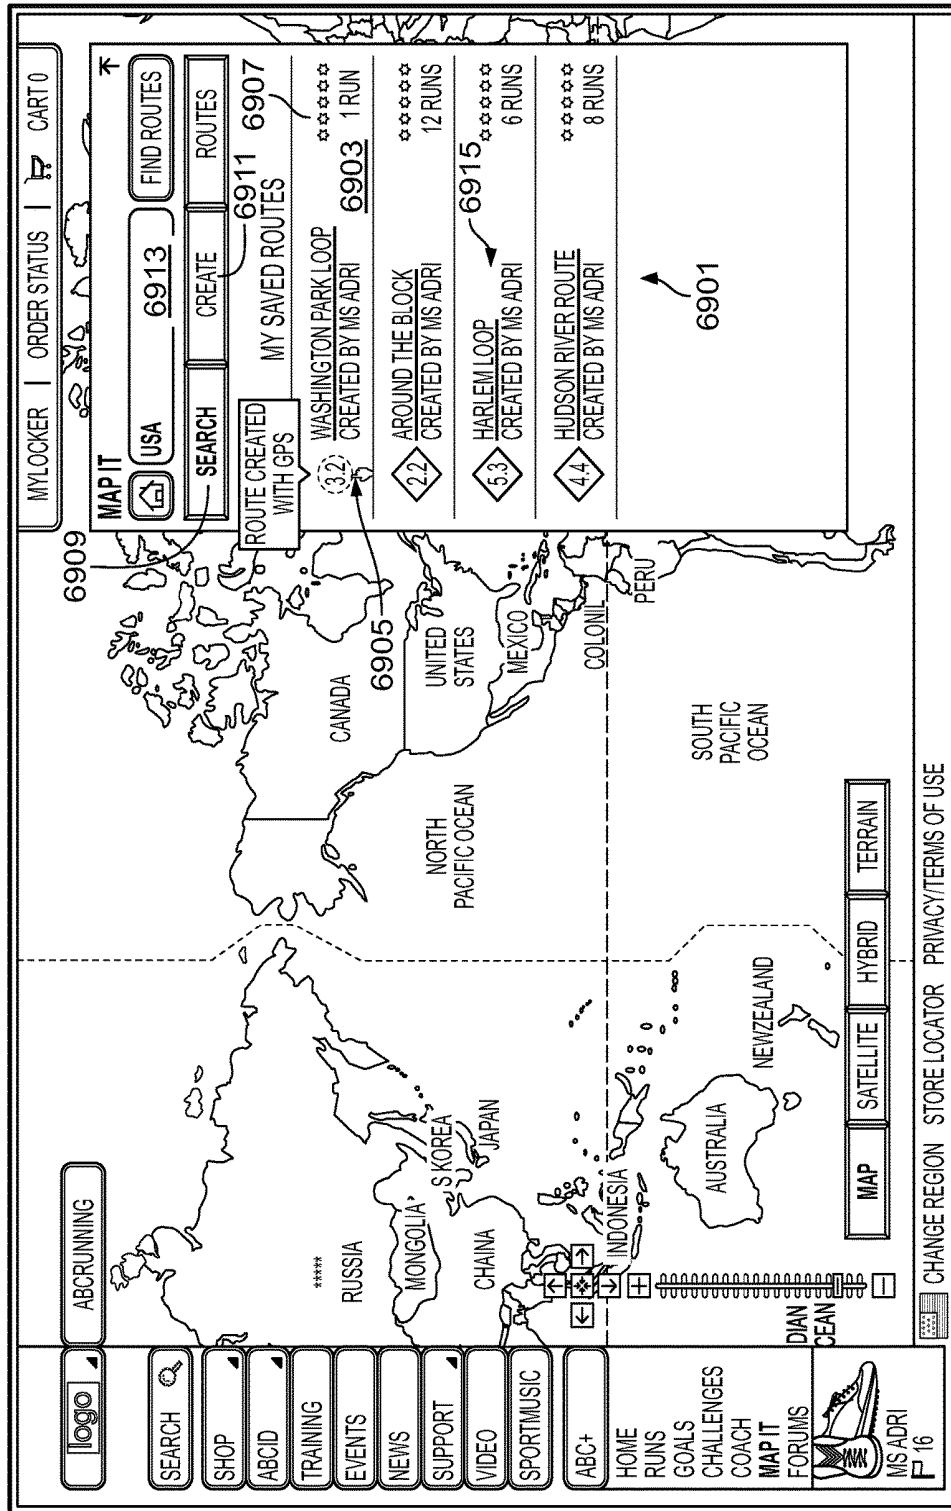 logo
ABCRUNNING
MYLOCKER | ORDER STATUS | CART 0
SEARCH
SHOP
ABCID
TRAINING
EVENTS
NEWS
SUPPORT
VIDEO
SPORTMUSIC
ABC+
HOME
RUNS
GOALS
CHALLENGES
COACH
MAP IT
FORUMS
MS ADRI
16
*****
RUSSIA
MONGOLIA
CHAINA
S KOREA
JAPAN
INDONESIA
AUSTRALIA
NEWZEALAND
DIAN
CEAN
NORTH
PACIFIC OCEAN
SOUTH
PACIFIC
OCEAN
CANADA
UNITED
STATES
MEXICO
COLONIL
PERU
MAP SATELLITE HYBRID TERRAIN
6909
6905
MAP IT
USA 6913 FIND ROUTES
SEARCH CREATE ROUTES
6911
ROUTE CREATED
WITH GPS
MY SAVED ROUTES
6907
3.2 WASHINGTON PARK LOOP
CREATED BY MS ADRI 1 RUN
6903
2.2 AROUND THE BLOCK
CREATED BY MS ADRI 12 RUNS
6915
5.3 HARLEM LOOP
CREATED BY MS ADRI 6 RUNS
4.4 HUDSON RIVER ROUTE
CREATED BY MS ADRI 8 RUNS
6901
CHANGE REGION STORE LOCATOR PRIVACY/TERMS OF USE